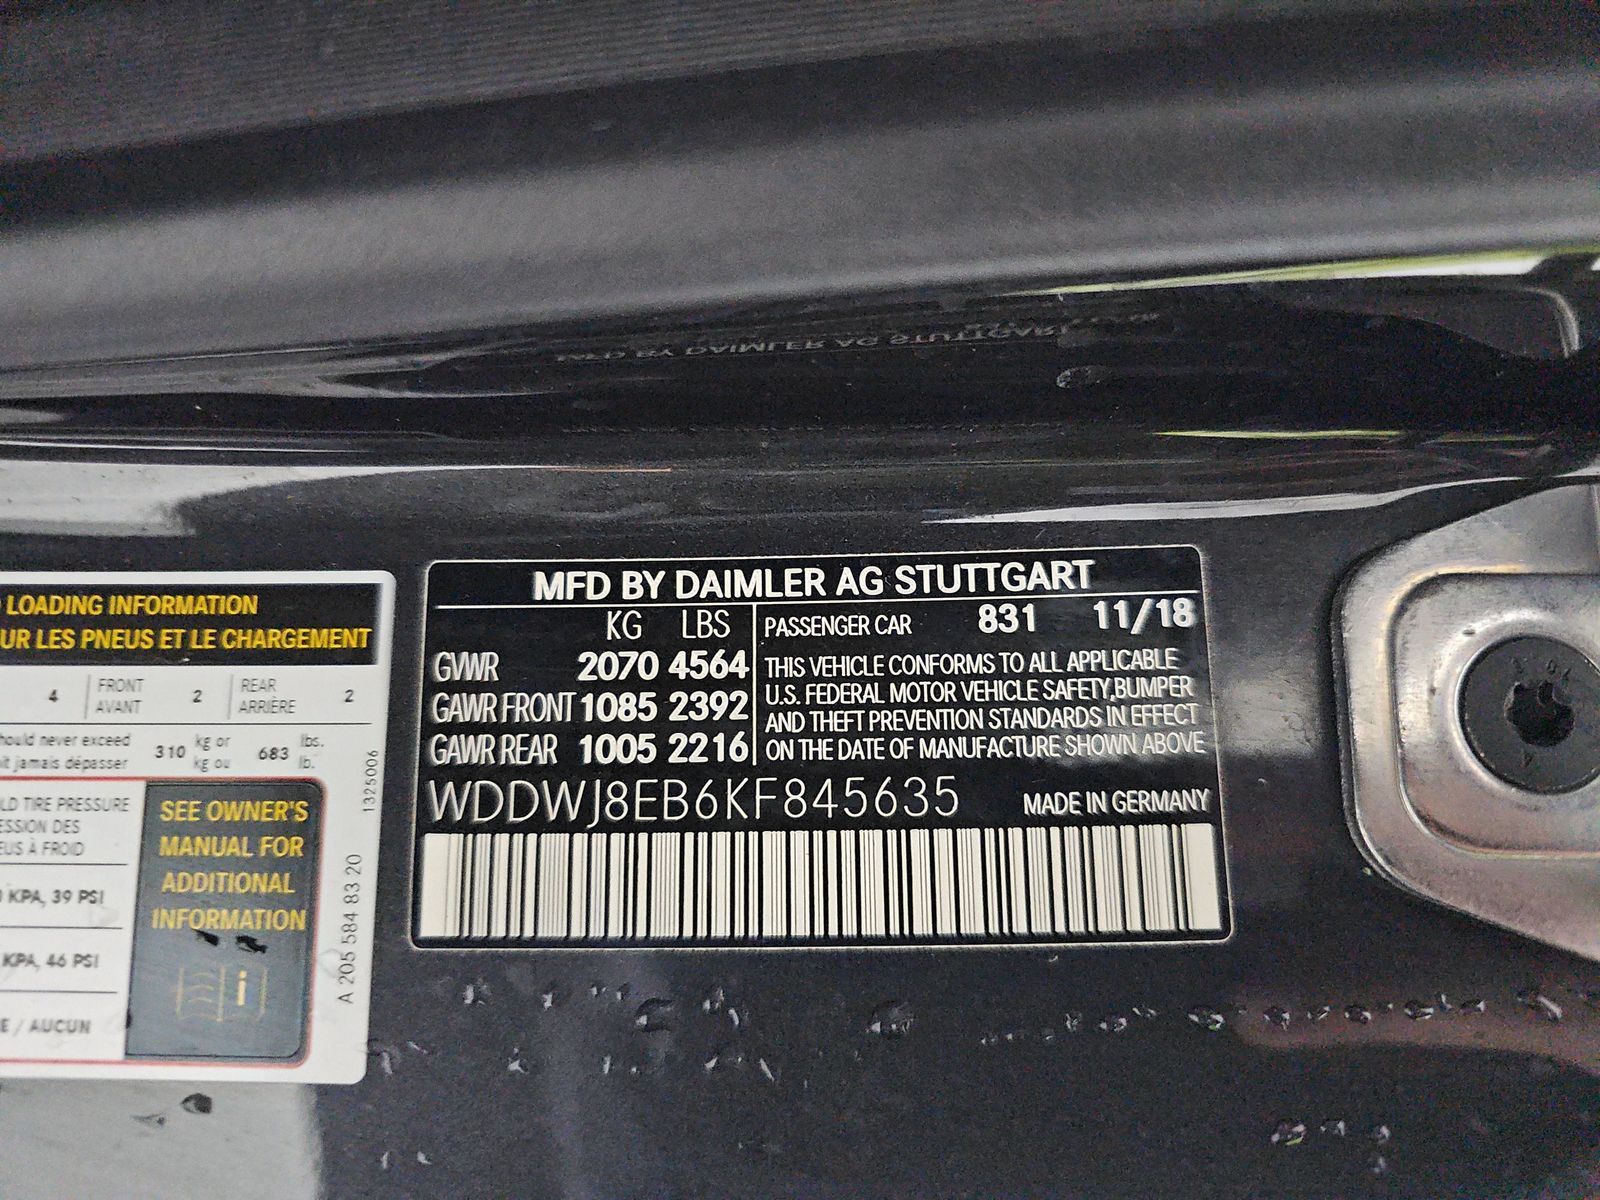 LOADING INFORMATION
UR LES PNEUS ET LE CHARGEMENT
4 FRONT AVANT 2 REAR ARRIÈRE 2
hould never exceed
it jamais dépasser
310 kg or
kg ou
683 lbs.
lb.
LD TIRE PRESSURE
ESSION DES
EUS À FROID
KPA, 39 PSI
KPA, 46 PSI
E / AUCUN
SEE OWNER'S
MANUAL FOR
ADDITIONAL
INFORMATION
i
1325006
A 205 584 83 20
MFD BY DAIMLER AG STUTTGART
KG LBS
GVWR 2070 4564
GAWR FRONT 1085 2392
GAWR REAR 1005 2216
PASSENGER CAR 831 11/18
THIS VEHICLE CONFORMS TO ALL APPLICABLE
U.S. FEDERAL MOTOR VEHICLE SAFETY,BUMPER
AND THEFT PREVENTION STANDARDS IN EFFECT
ON THE DATE OF MANUFACTURE SHOWN ABOVE
WDDWJ8EB6KF845635 MADE IN GERMANY